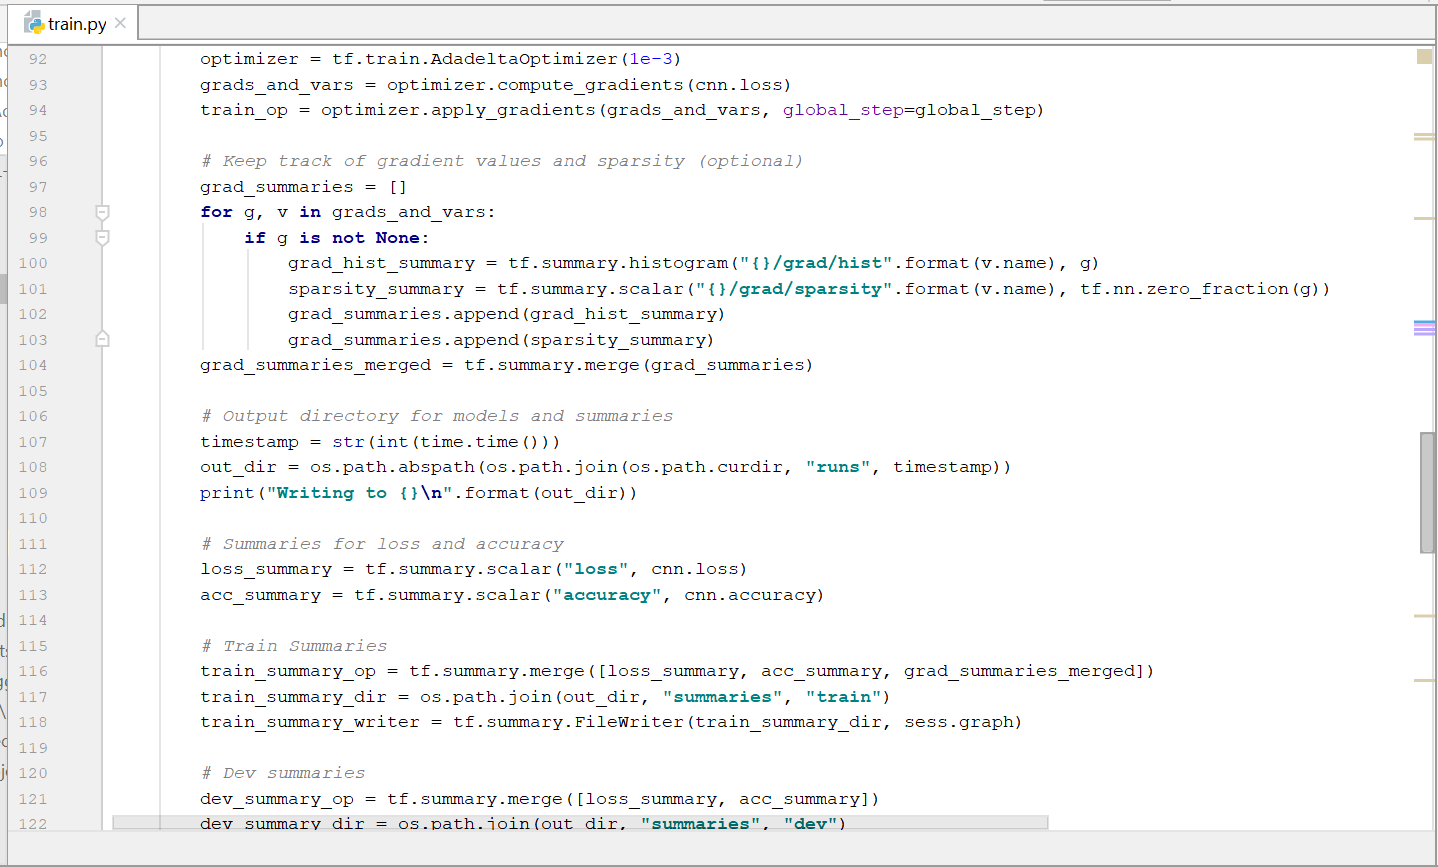 train.py
92 optimizer = tf.train.AdadeltaOptimizer(1e-3)
93 grads_and_vars = optimizer.compute_gradients(cnn.loss)
94 train_op = optimizer.apply_gradients(grads_and_vars, global_step=global_step)
95
96 # Keep track of gradient values and sparsity (optional)
97 grad_summaries = []
98 for g, v in grads_and_vars:
99 if g is not None:
100 grad_hist_summary = tf.summary.histogram("{}/grad/hist".format(v.name), g)
101 sparsity_summary = tf.summary.scalar("{}/grad/sparsity".format(v.name), tf.nn.zero_fraction(g))
102 grad_summaries.append(grad_hist_summary)
103 grad_summaries.append(sparsity_summary)
104 grad_summaries_merged = tf.summary.merge(grad_summaries)
105
106 # Output directory for models and summaries
107 timestamp = str(int(time.time()))
108 out_dir = os.path.abspath(os.path.join(os.path.curdir, "runs", timestamp))
109 print("Writing to {}\n".format(out_dir))
110
111 # Summaries for loss and accuracy
112 loss_summary = tf.summary.scalar("loss", cnn.loss)
113 acc_summary = tf.summary.scalar("accuracy", cnn.accuracy)
114
115 # Train Summaries
116 train_summary_op = tf.summary.merge([loss_summary, acc_summary, grad_summaries_merged])
117 train_summary_dir = os.path.join(out_dir, "summaries", "train")
118 train_summary_writer = tf.summary.FileWriter(train_summary_dir, sess.graph)
119
120 # Dev summaries
121 dev_summary_op = tf.summary.merge([loss_summary, acc_summary])
122 dev_summary_dir = os.path.join(out_dir, "summaries", "dev")